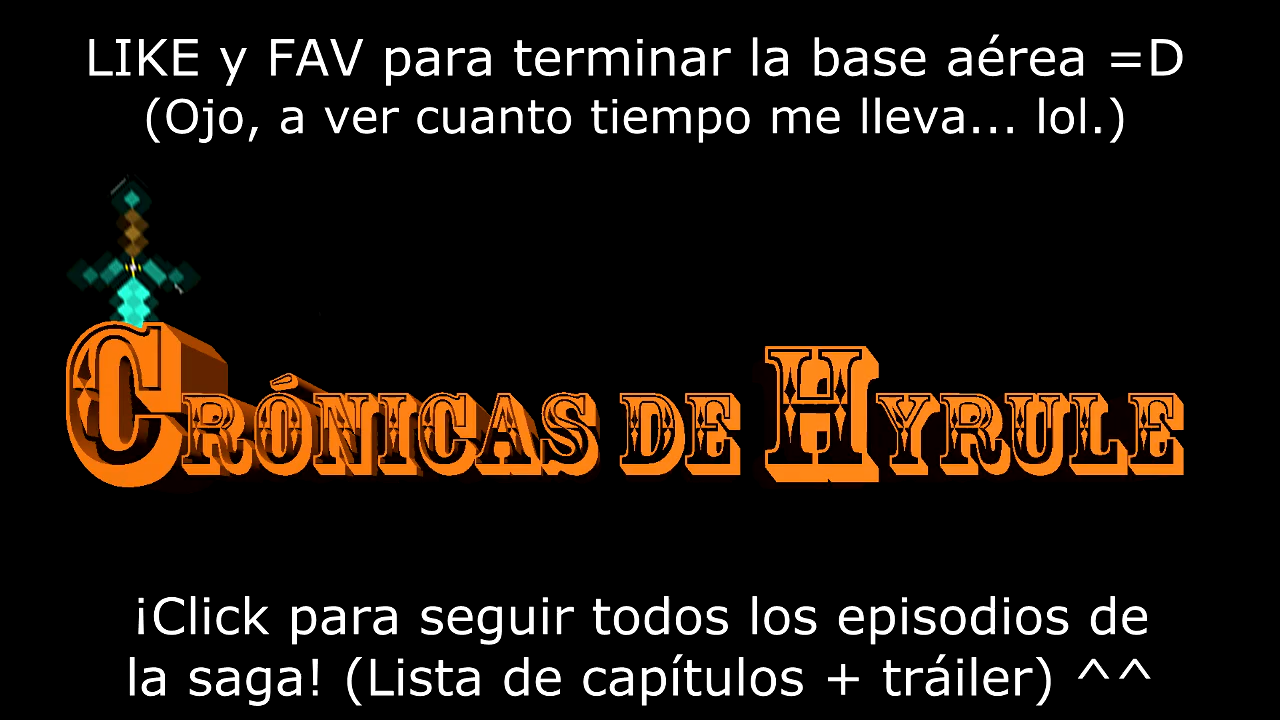 LIKE y FAV para terminar la base aérea =D
(Ojo, a ver cuanto tiempo me lleva... lol.)
CRÓNICAS DE HYRULE
¡Click para seguir todos los episodios de
la saga! (Lista de capítulos + tráiler) ^^